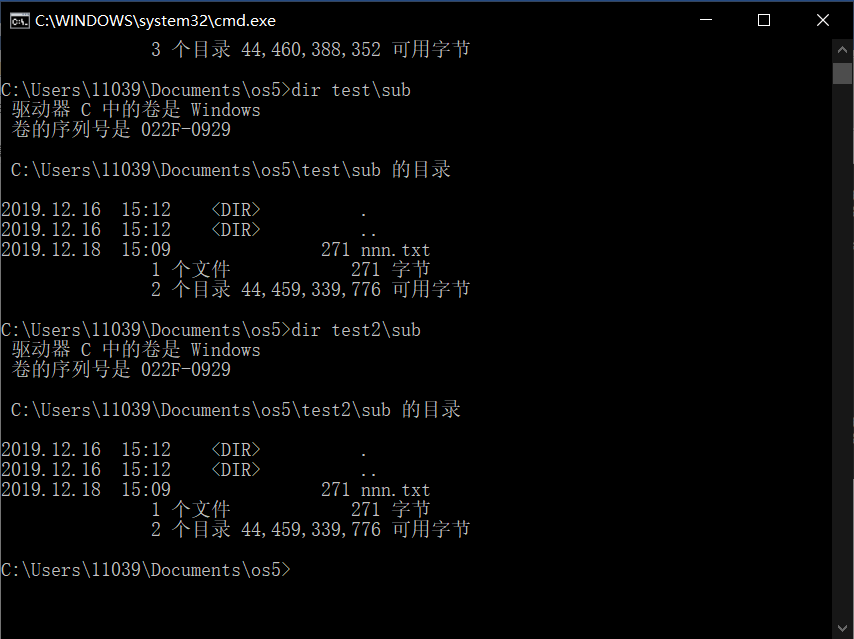 C:\WINDOWS\system32\cmd.exe
3 个目录 44,460,388,352 可用字节
C:\Users\11039\Documents\os5>dir test\sub
驱动器 C 中的卷是 Windows
卷的序列号是 022F-0929
C:\Users\11039\Documents\os5\test\sub 的目录
2019.12.16  15:12    <DIR>          .
2019.12.16  15:12    <DIR>          ..
2019.12.18  15:09               271 nnn.txt
1 个文件            271 字节
2 个目录 44,459,339,776 可用字节
C:\Users\11039\Documents\os5>dir test2\sub
驱动器 C 中的卷是 Windows
卷的序列号是 022F-0929
C:\Users\11039\Documents\os5\test2\sub 的目录
2019.12.16  15:12    <DIR>          .
2019.12.16  15:12    <DIR>          ..
2019.12.18  15:09               271 nnn.txt
1 个文件            271 字节
2 个目录 44,459,339,776 可用字节
C:\Users\11039\Documents\os5>